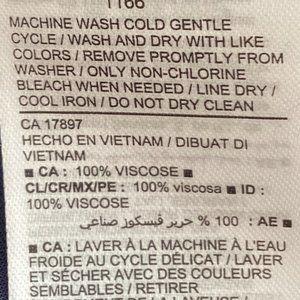 1166
MACHINE WASH COLD GENTLE
CYCLE / WASH AND DRY WITH LIKE
COLORS / REMOVE PROMPTLY FROM
WASHER / ONLY NON-CHLORINE
BLEACH WHEN NEEDED / LINE DRY /
COOL IRON / DO NOT DRY CLEAN
CA 17897
HECHO EN VIETNAM / DIBUAT DI
VIETNAM
■ CA : 100% VISCOSE ■
CL/CR/MX/PE : 100% viscosa ■ ID :
100% VISCOSE
■ AE : 100 % حرير فيسكوز صناعي
■ CA : LAVER À LA MACHINE À L'EAU
FROIDE AU CYCLE DÉLICAT / LAVER
ET SÉCHER AVEC DES COULEURS
SEMBLABLES / RETIRER